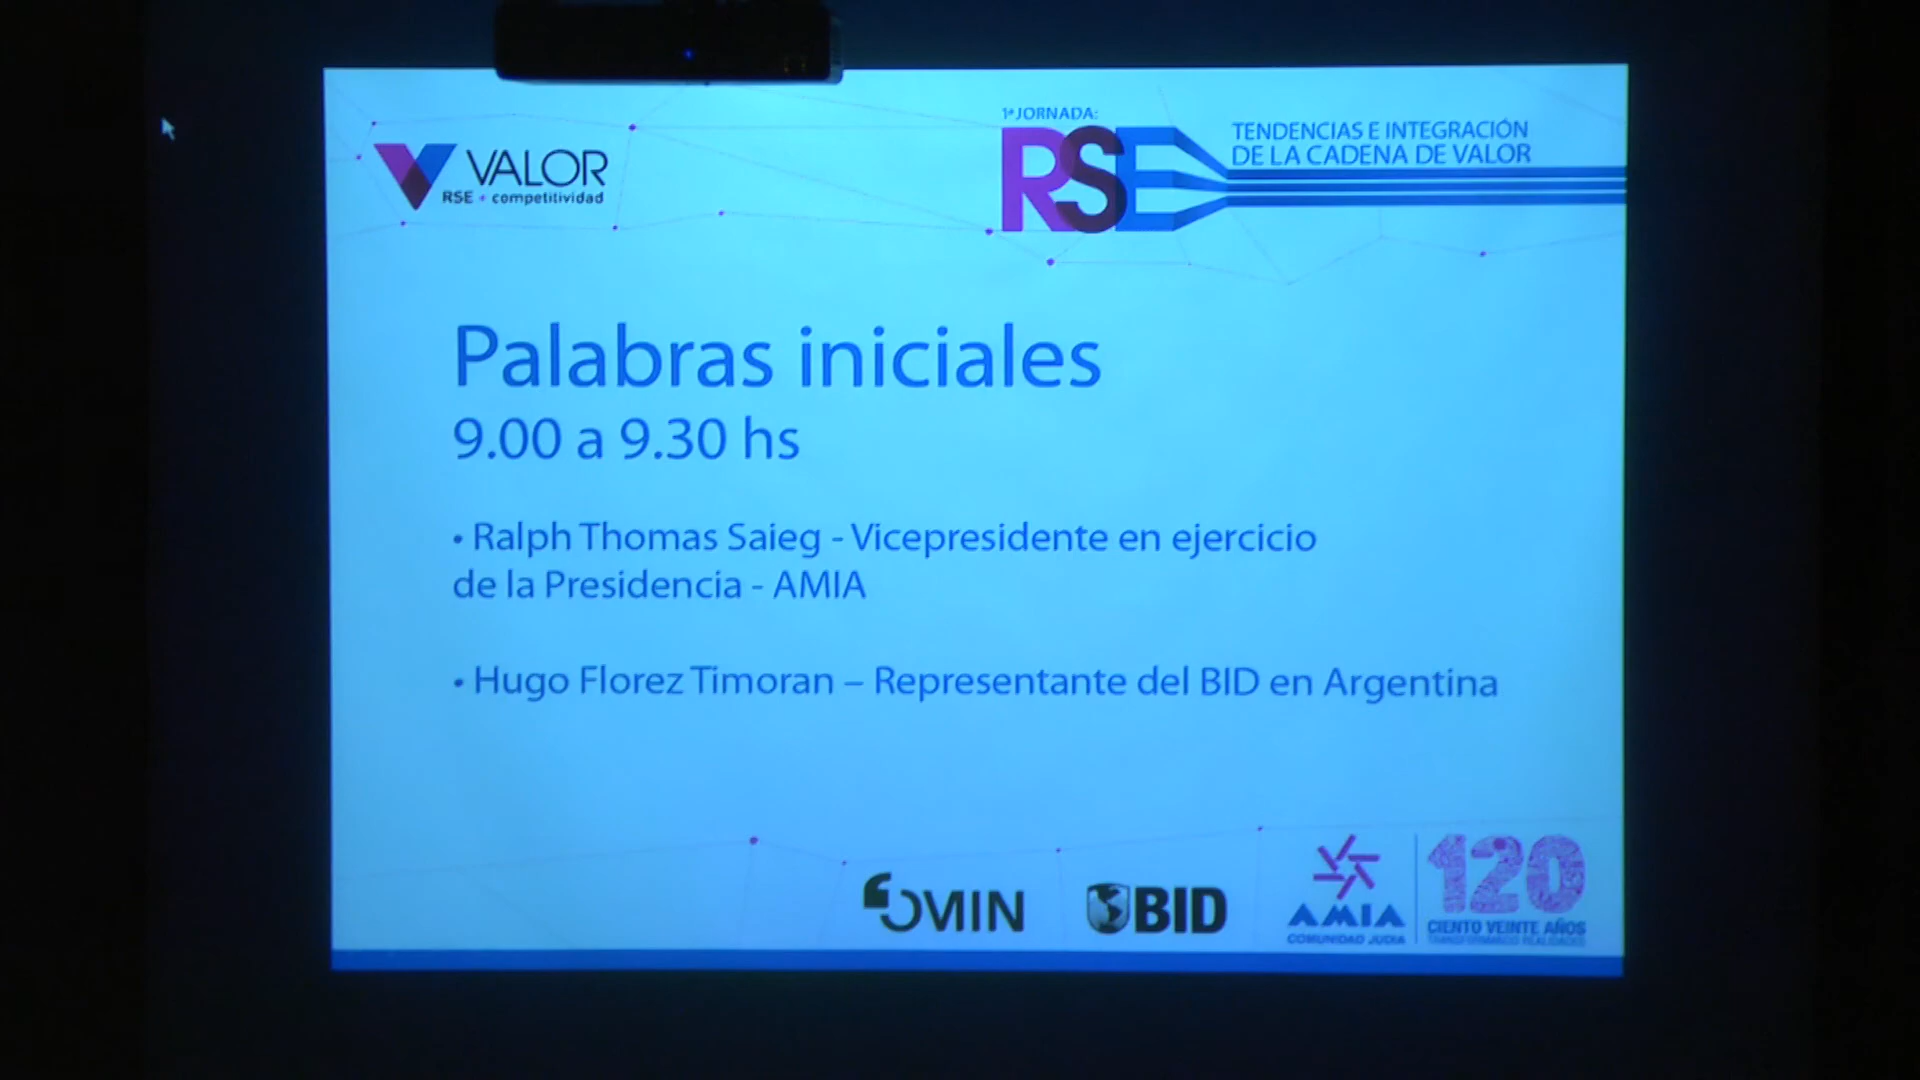 VALOR
RSE + competitividad
1ª JORNADA:
RSE
TENDENCIAS E INTEGRACIÓN
DE LA CADENA DE VALOR
Palabras iniciales
9.00 a 9.30 hs
• Ralph Thomas Saieg - Vicepresidente en ejercicio
de la Presidencia - AMIA
• Hugo Florez Timoran – Representante del BID en Argentina
FOMIN
BID
AMIA
COMUNIDAD JUDIA
120
CIENTO VEINTE AÑOS
TRANSFORMANDO REALIDADES